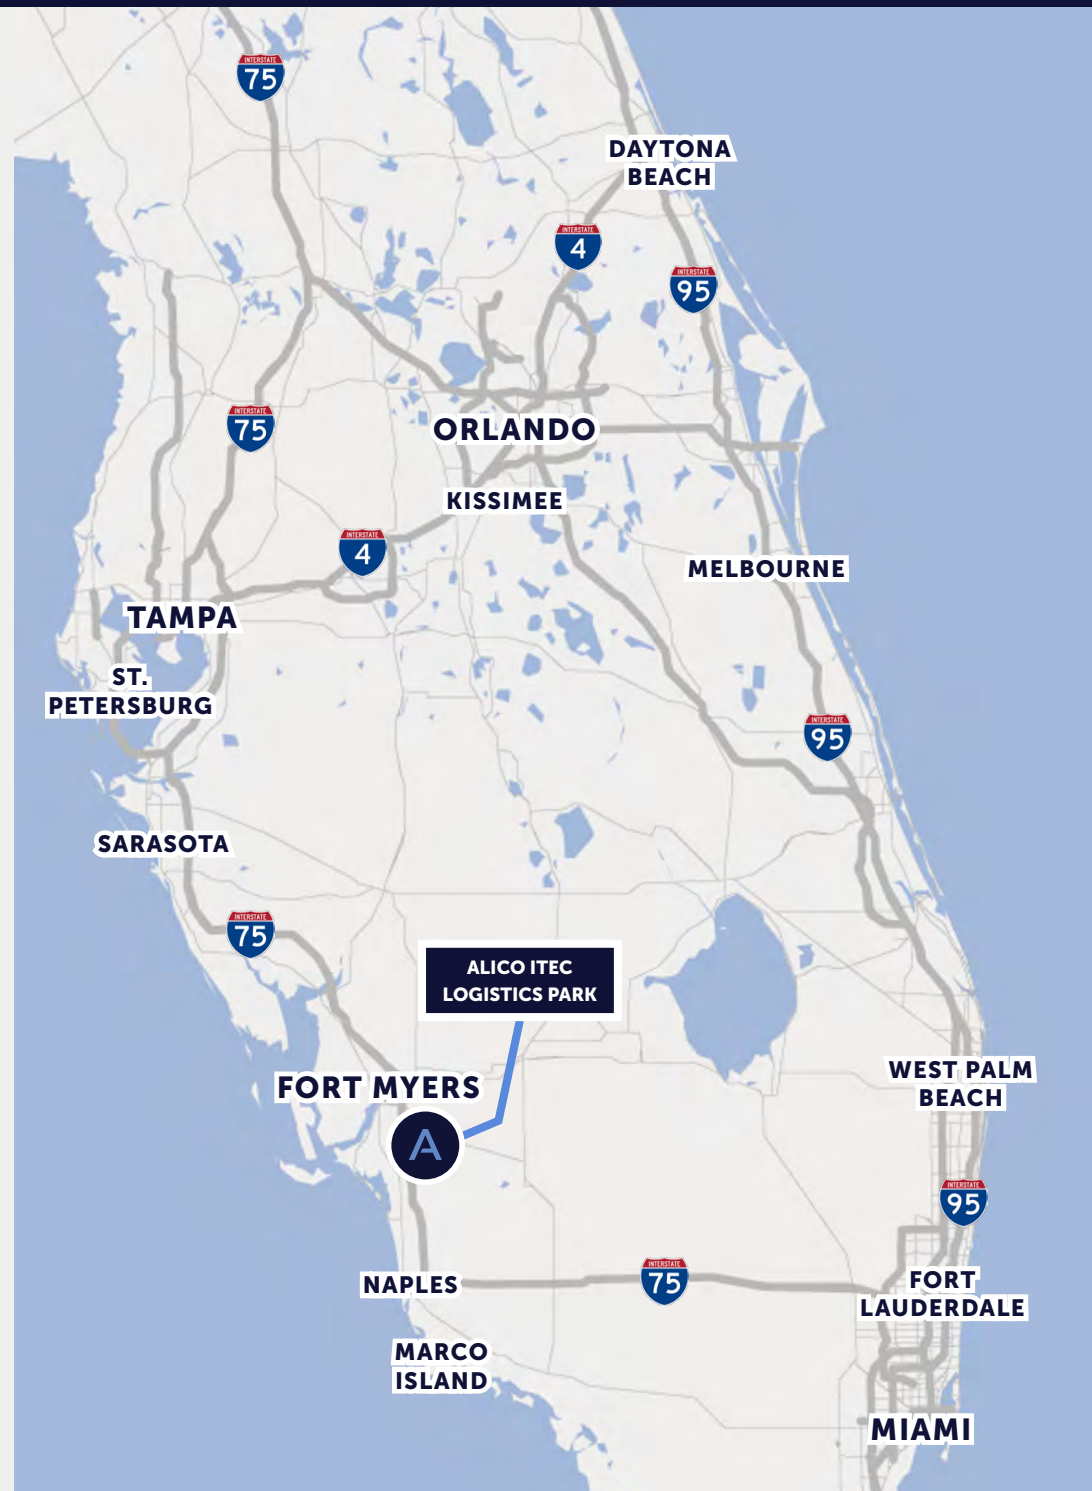 INTERSTATE
75
DAYTONA
BEACH
INTERSTATE
4
INTERSTATE
95
INTERSTATE
75
ORLANDO
KISSIMEE
INTERSTATE
4
MELBOURNE
TAMPA
ST.
PETERSBURG
INTERSTATE
95
SARASOTA
INTERSTATE
75
ALICO ITEC
LOGISTICS PARK
FORT MYERS
A
WEST PALM
BEACH
INTERSTATE
95
NAPLES
INTERSTATE
75
FORT
LAUDERDALE
MARCO
ISLAND
MIAMI